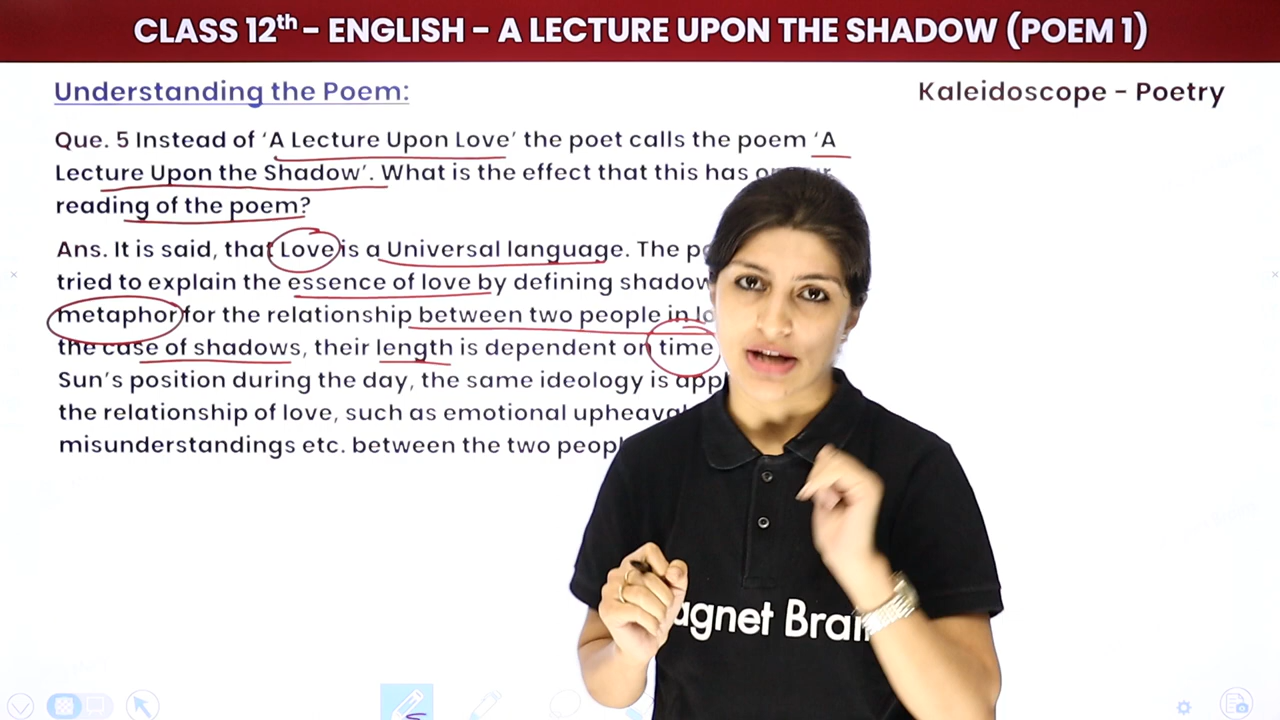 CLASS 12th – ENGLISH – A LECTURE UPON THE SHADOW (POEM 1)
Understanding the Poem:
Kaleidoscope – Poetry
Que. 5 Instead of ‘A Lecture Upon Love’ the poet calls the poem ‘A
Lecture Upon the Shadow’. What is the effect that this has
reading of the poem?
Ans. It is said, that Love is a Universal language. The
tried to explain the essence of love by defining shadow
metaphor for the relationship between two people in
the case of shadows, their length is dependent on time
Sun’s position during the day, the same ideology is
the relationship of love, such as emotional
misunderstandings etc. between the two
agnet Brain